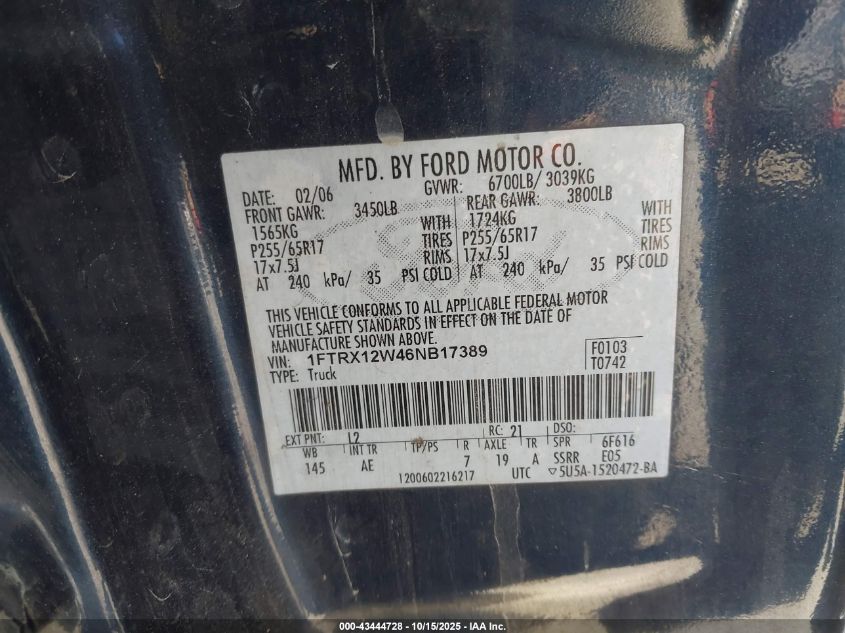 MFD. BY FORD MOTOR CO.
DATE: 02/06 GVWR: 6700LB/ 3039KG
FRONT GAWR: 3450LB REAR GAWR: 3800LB
1565KG WITH 1724KG WITH
P255/65R17 TIRES P255/65R17 TIRES
17x7.5J RIMS 17x7.5J RIMS
AT 240 kPa/ 35 PSI COLD AT 240 kPa/ 35 PSI COLD
THIS VEHICLE CONFORMS TO ALL APPLICABLE FEDERAL MOTOR
VEHICLE SAFETY STANDARDS IN EFFECT ON THE DATE OF
MANUFACTURE SHOWN ABOVE.
VIN: 1FTRX12W46NB17389 F0103
TYPE: Truck T0742
EXT PNT: L2 RC: 21 DSO:
WB INT TR TP/PS R AXLE TR SPR 6F616
145 AE 7 19 A SSRR E05
1200602216217 UTC ▽5U5A-1520472-BA
000-43444728 - 10/15/2025 - IAA Inc.